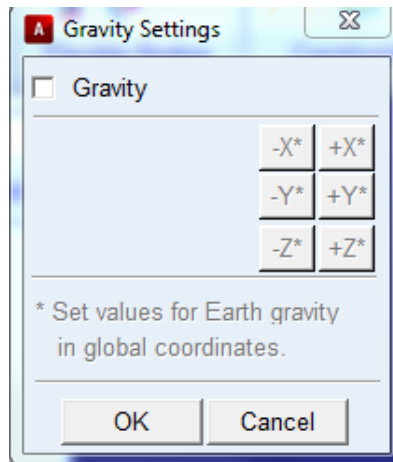 Gravity Settings
Gravity
-X* +X*
-Y* +Y*
-Z* +Z*
* Set values for Earth gravity
in global coordinates.
OK Cancel